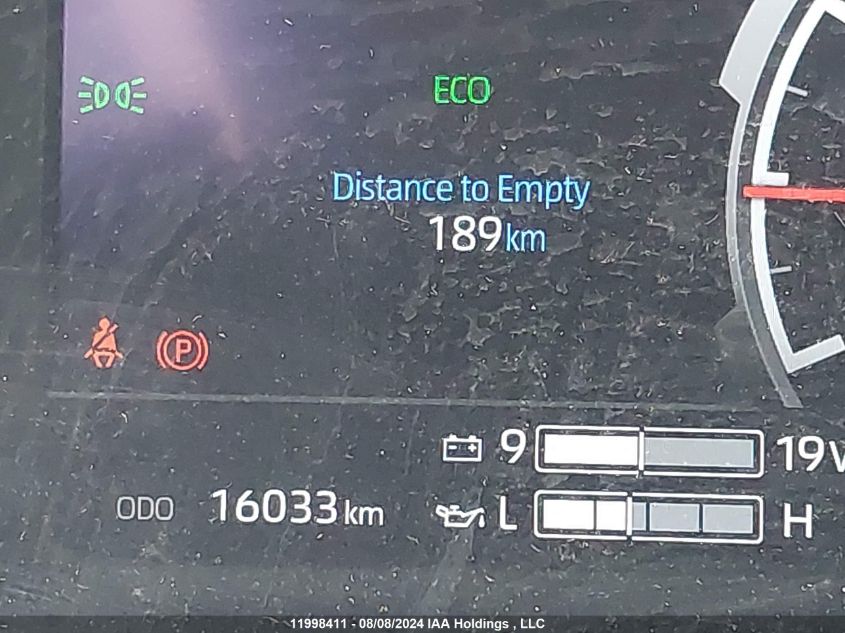 ECO
Distance to Empty
189km
P
9 19V
ODO 16033km L H
11998411 - 08/08/2024 IAA Holdings , LLC